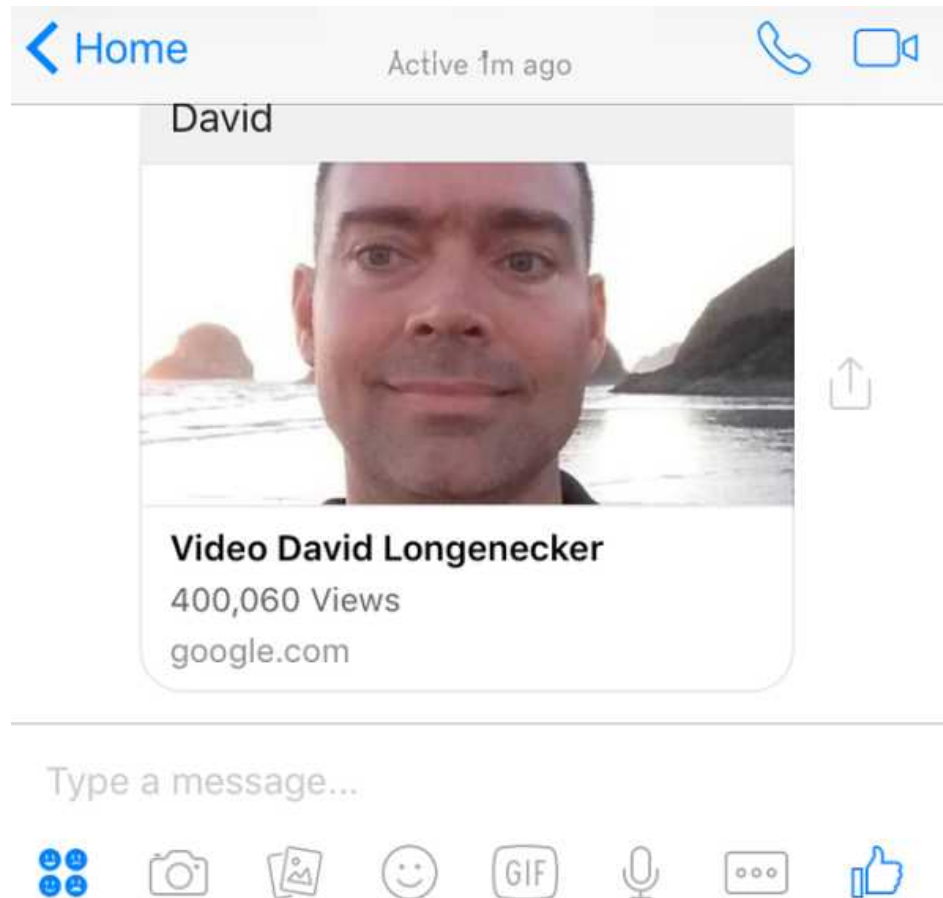 Home
Active 1m ago
David
Video David Longenecker
400,060 Views
google.com
Type a message...
GIF